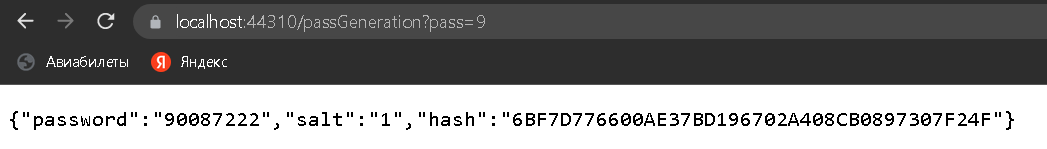 localhost:44310/passGeneration?pass=9
Авиабилеты Я Яндекс
{"password":"90087222","salt":"1","hash":"6BF7D776600AE37BD196702A408CB0897307F24F"}